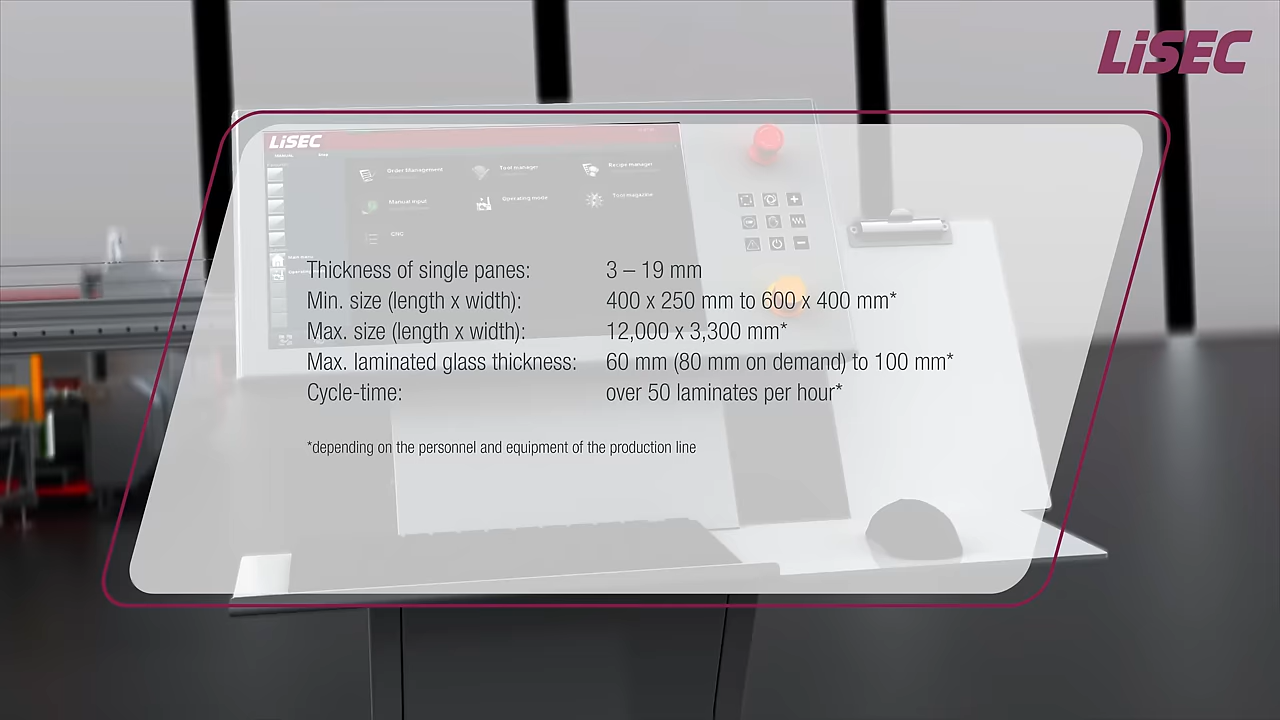 LiSEC
LiSEC
Order Management
Tool manager
Recipe manager
Manual input
Operating mode
Tool magazine
CNC
Thickness of single panes: 3 – 19 mm
Min. size (length x width): 400 x 250 mm to 600 x 400 mm*
Max. size (length x width): 12,000 x 3,300 mm*
Max. laminated glass thickness: 60 mm (80 mm on demand) to 100 mm*
Cycle-time: over 50 laminates per hour*
*depending on the personnel and equipment of the production line